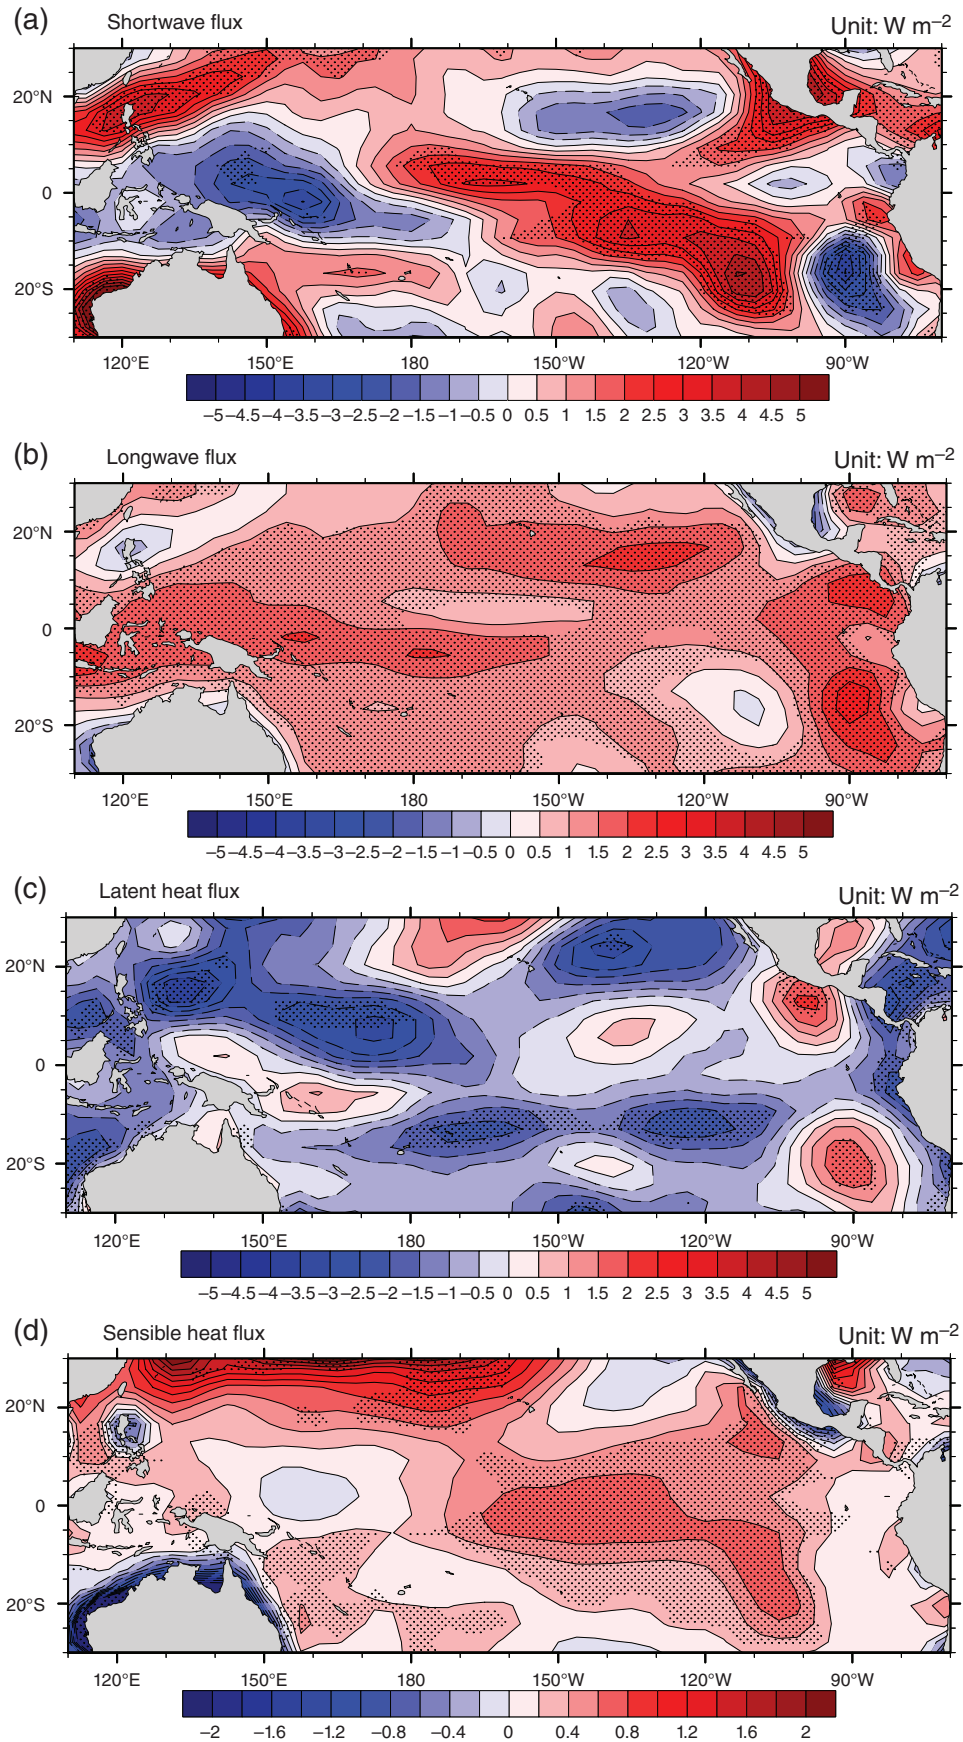 (a) Shortwave flux Unit: W m⁻²
20°N
0
20°S
120°E 150°E 180 150°W 120°W 90°W
−5 −4.5 −4 −3.5 −3 −2.5 −2 −1.5 −1 −0.5 0 0.5 1 1.5 2 2.5 3 3.5 4 4.5 5
(b) Longwave flux Unit: W m⁻²
20°N
0
20°S
120°E 150°E 180 150°W 120°W 90°W
−5 −4.5 −4 −3.5 −3 −2.5 −2 −1.5 −1 −0.5 0 0.5 1 1.5 2 2.5 3 3.5 4 4.5 5
(c) Latent heat flux Unit: W m⁻²
20°N
0
20°S
120°E 150°E 180 150°W 120°W 90°W
−5 −4.5 −4 −3.5 −3 −2.5 −2 −1.5 −1 −0.5 0 0.5 1 1.5 2 2.5 3 3.5 4 4.5 5
(d) Sensible heat flux Unit: W m⁻²
20°N
0
20°S
120°E 150°E 180 150°W 120°W 90°W
−2 −1.6 −1.2 −0.8 −0.4 0 0.4 0.8 1.2 1.6 2